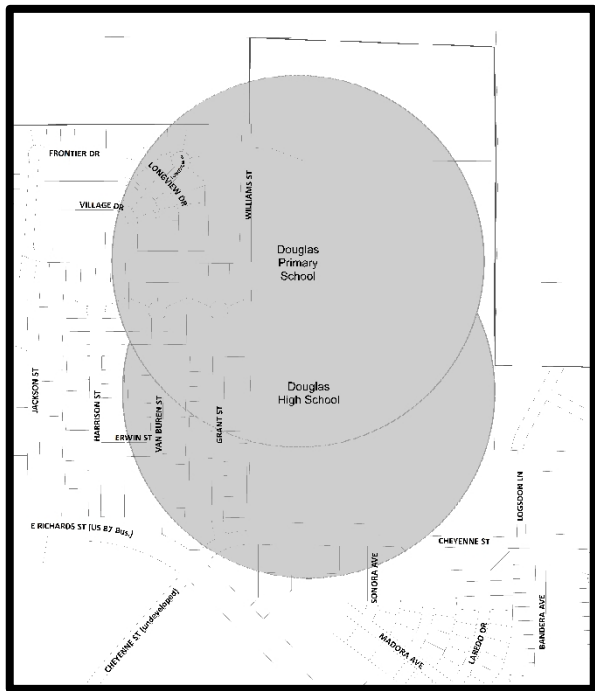 FRONTIER DR
LONGVIEW DR
VILLAGE DR
WILLIAMS ST
Douglas
Primary
School
Douglas
High School
JACKSON ST
HARRISON ST
VAN BUREN ST
GRANT ST
ERWIN ST
E RICHARDS ST (US 87 Bus.)
CHEYENNE ST
LOGSDON LN
SONORA AVE
CHEYENNE ST (undeveloped)
MADORA AVE
LAREDO DR
BANDERA AVE